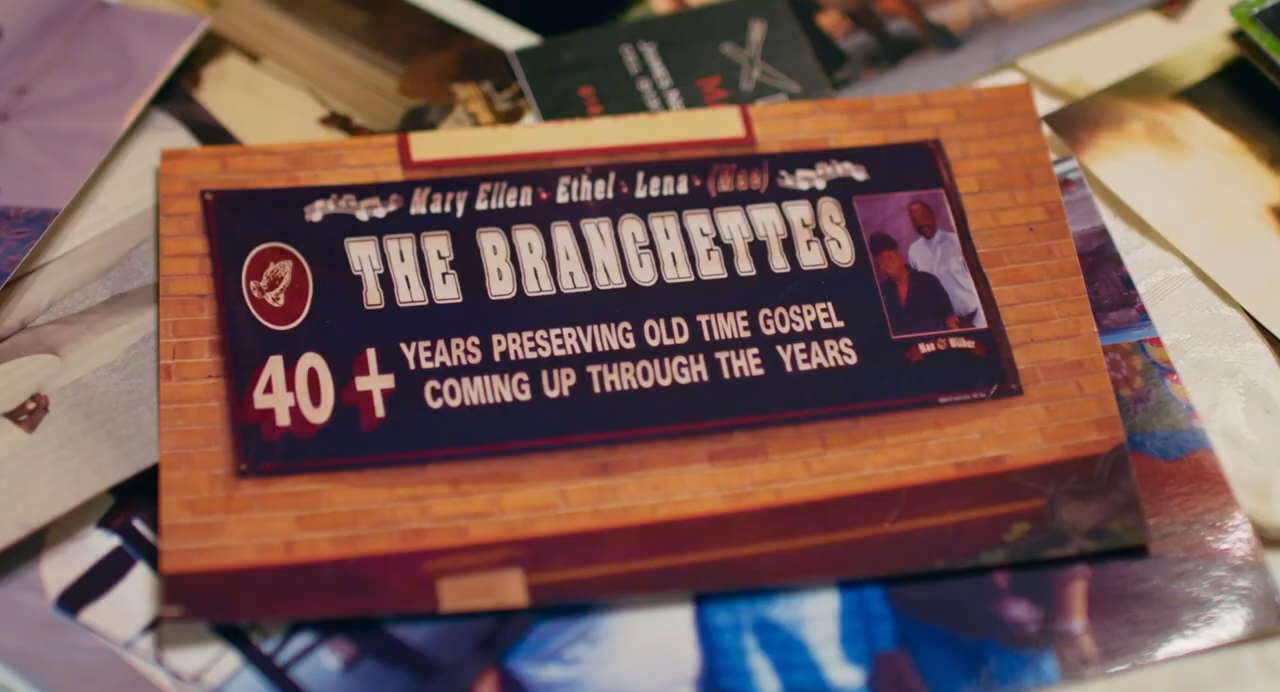 Mary Ellen · Ethel · Lena · (Mae)
THE BRANCHETTES
40+ YEARS PRESERVING OLD TIME GOSPEL
COMING UP THROUGH THE YEARS
Mae & Wilbur